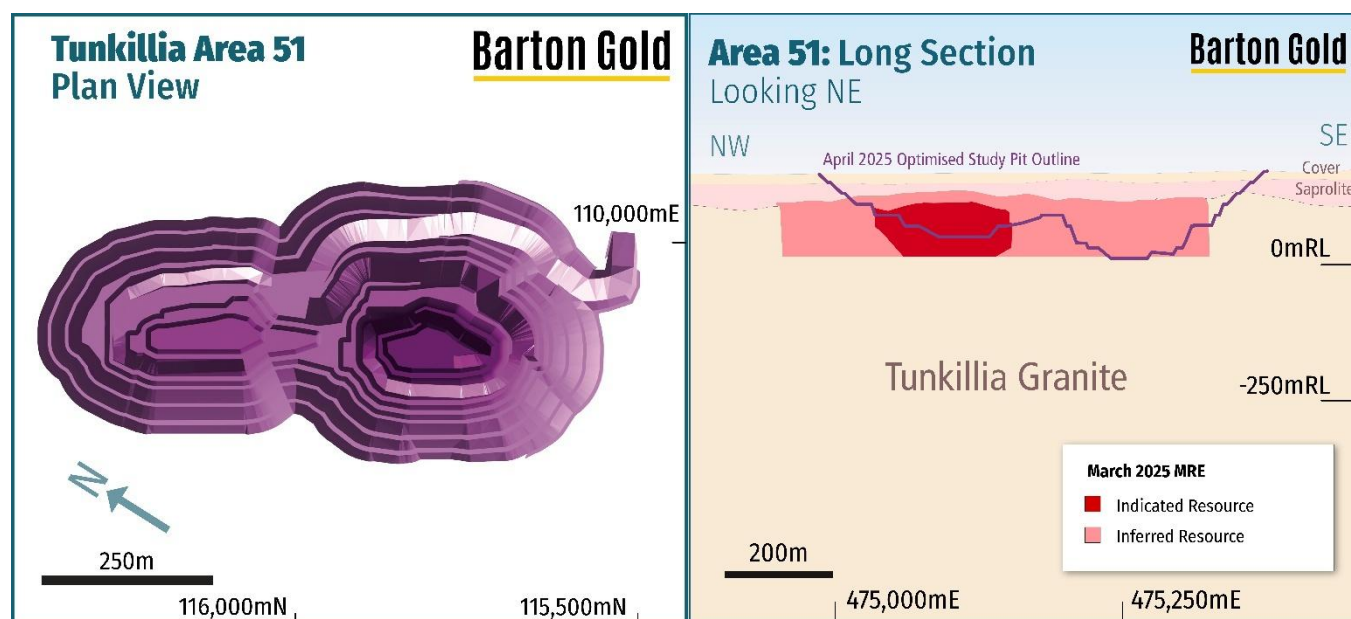 Tunkillia Area 51
Plan View
Barton Gold
110,000mE
N
250m
116,000mN
115,500mN
Area 51: Long Section
Looking NE
Barton Gold
NW
SE
April 2025 Optimised Study Pit Outline
Cover
Saprolite
0mRL
Tunkillia Granite
-250mRL
March 2025 MRE
Indicated Resource
Inferred Resource
200m
475,000mE
475,250mE